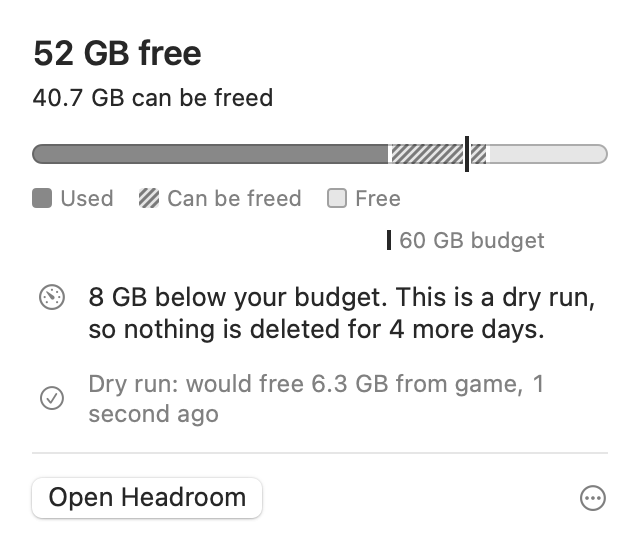 52 GB free
40.7 GB can be freed
Used
Can be freed
Free
60 GB budget
8 GB below your budget. This is a dry run,
so nothing is deleted for 4 more days.
Dry run: would free 6.3 GB from game, 1
second ago
Open Headroom